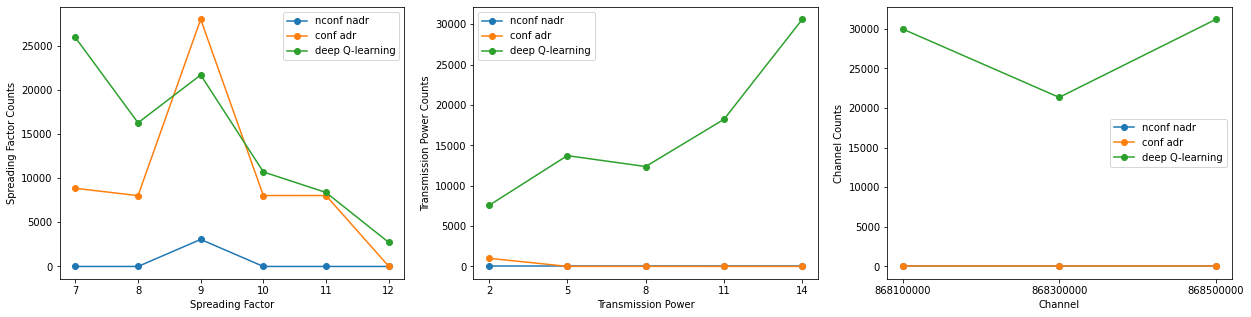 Spreading Factor Counts
25000
20000
15000
10000
5000
0
7 8 9 10 11 12
Spreading Factor
nconf nadr
conf adr
deep Q-learning
Transmission Power Counts
30000
25000
20000
15000
10000
5000
0
2 5 8 11 14
Transmission Power
nconf nadr
conf adr
deep Q-learning
Channel Counts
30000
25000
20000
15000
10000
5000
0
868100000 868300000 868500000
Channel
nconf nadr
conf adr
deep Q-learning